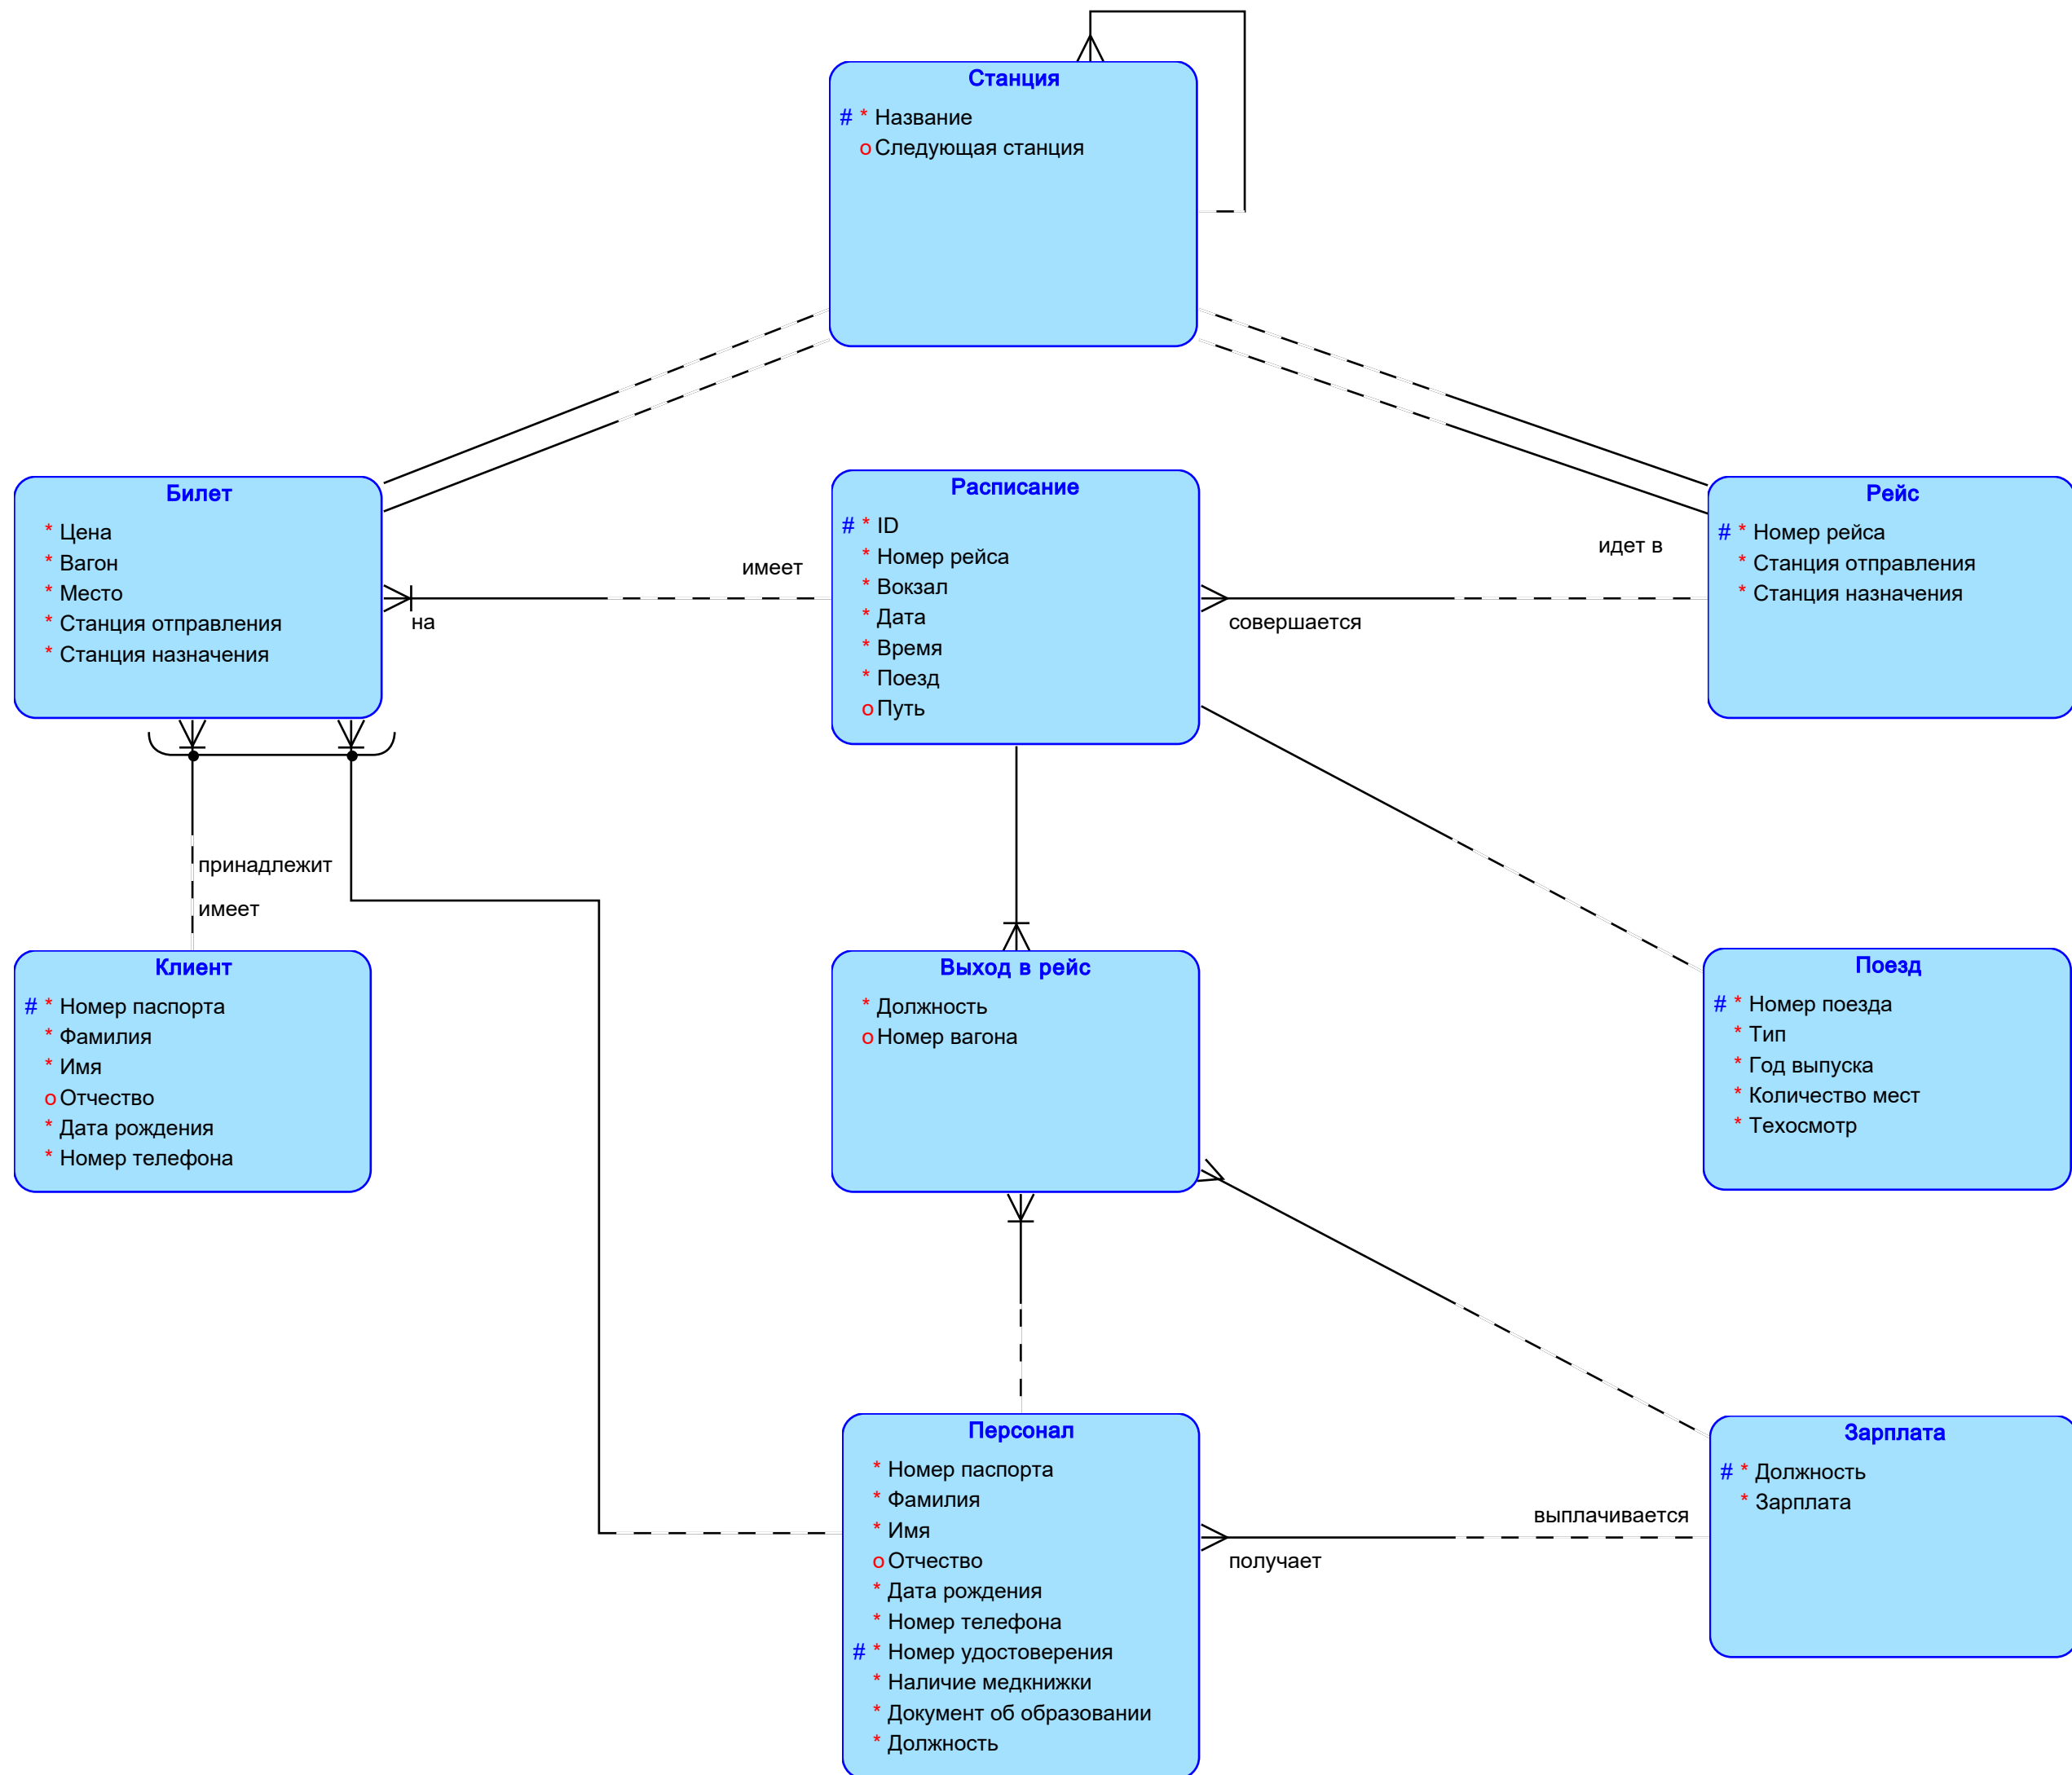 Станция
# * Название
o Следующая станция
Билет
* Цена
* Вагон
* Место
* Станция отправления
* Станция назначения
имеет
на
Расписание
# * ID
* Номер рейса
* Вокзал
* Дата
* Время
* Поезд
o Путь
идет в
совершается
Рейс
# * Номер рейса
* Станция отправления
* Станция назначения
принадлежит
имеет
Клиент
# * Номер паспорта
* Фамилия
* Имя
o Отчество
* Дата рождения
* Номер телефона
Выход в рейс
* Должность
o Номер вагона
Поезд
# * Номер поезда
* Тип
* Год выпуска
* Количество мест
* Техосмотр
Персонал
* Номер паспорта
* Фамилия
* Имя
o Отчество
* Дата рождения
* Номер телефона
# * Номер удостоверения
* Наличие медкнижки
* Документ об образовании
* Должность
выплачивается
получает
Зарплата
# * Должность
* Зарплата